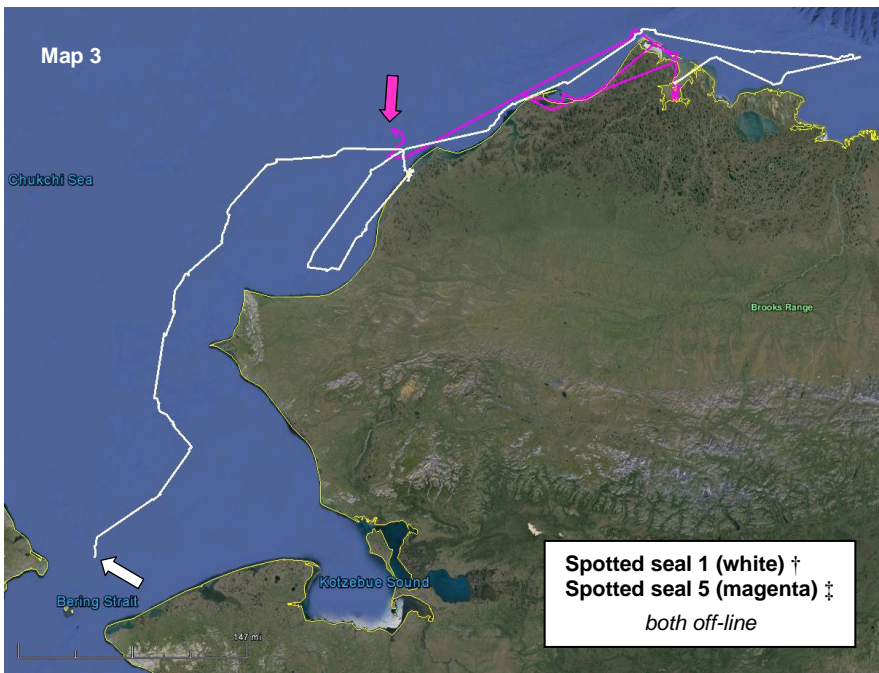 Map 3
Chukchi Sea
Brooks Range
Kotzebue Sound
Bering Strait
147 mi
Spotted seal 1 (white) †
Spotted seal 5 (magenta) ‡
both off-line